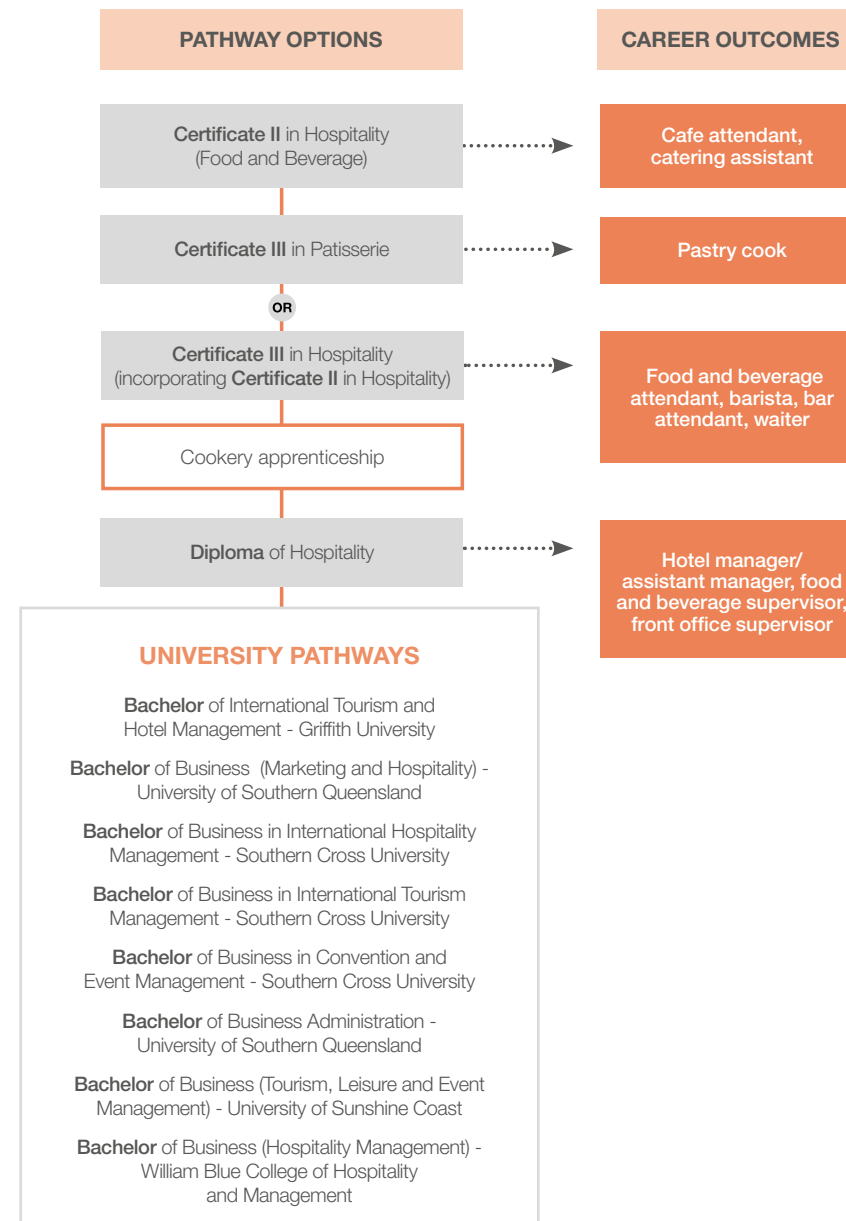 PATHWAY OPTIONS
CAREER OUTCOMES
Certificate II in Hospitality
(Food and Beverage)
Cafe attendant,
catering assistant
Certificate III in Patisserie
Pastry cook
OR
Certificate III in Hospitality
(incorporating Certificate II in Hospitality)
Food and beverage
attendant, barista, bar
attendant, waiter
Cookery apprenticeship
Diploma of Hospitality
Hotel manager/
assistant manager, food
and beverage supervisor,
front office supervisor
UNIVERSITY PATHWAYS
Bachelor of International Tourism and
Hotel Management - Griffith University
Bachelor of Business  (Marketing and Hospitality) -
University of Southern Queensland
Bachelor of Business in International Hospitality
Management - Southern Cross University
Bachelor of Business in International Tourism
Management - Southern Cross University
Bachelor of Business in Convention and
Event Management - Southern Cross University
Bachelor of Business Administration -
University of Southern Queensland
Bachelor of Business (Tourism, Leisure and Event
Management) - University of Sunshine Coast
Bachelor of Business (Hospitality Management) -
William Blue College of Hospitality
and Management